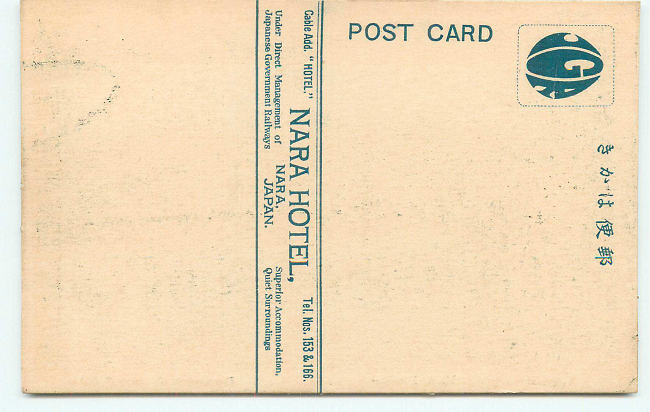 POST CARD
JGR
郵便はかき
Cable Add. "HOTEL."
Tel. Nos. 153 & 166.
NARA HOTEL,
NARA,
JAPAN.
Under Direct Management of
Japanese Government Railways
Superior Accommodation,
Quiet Surroundings